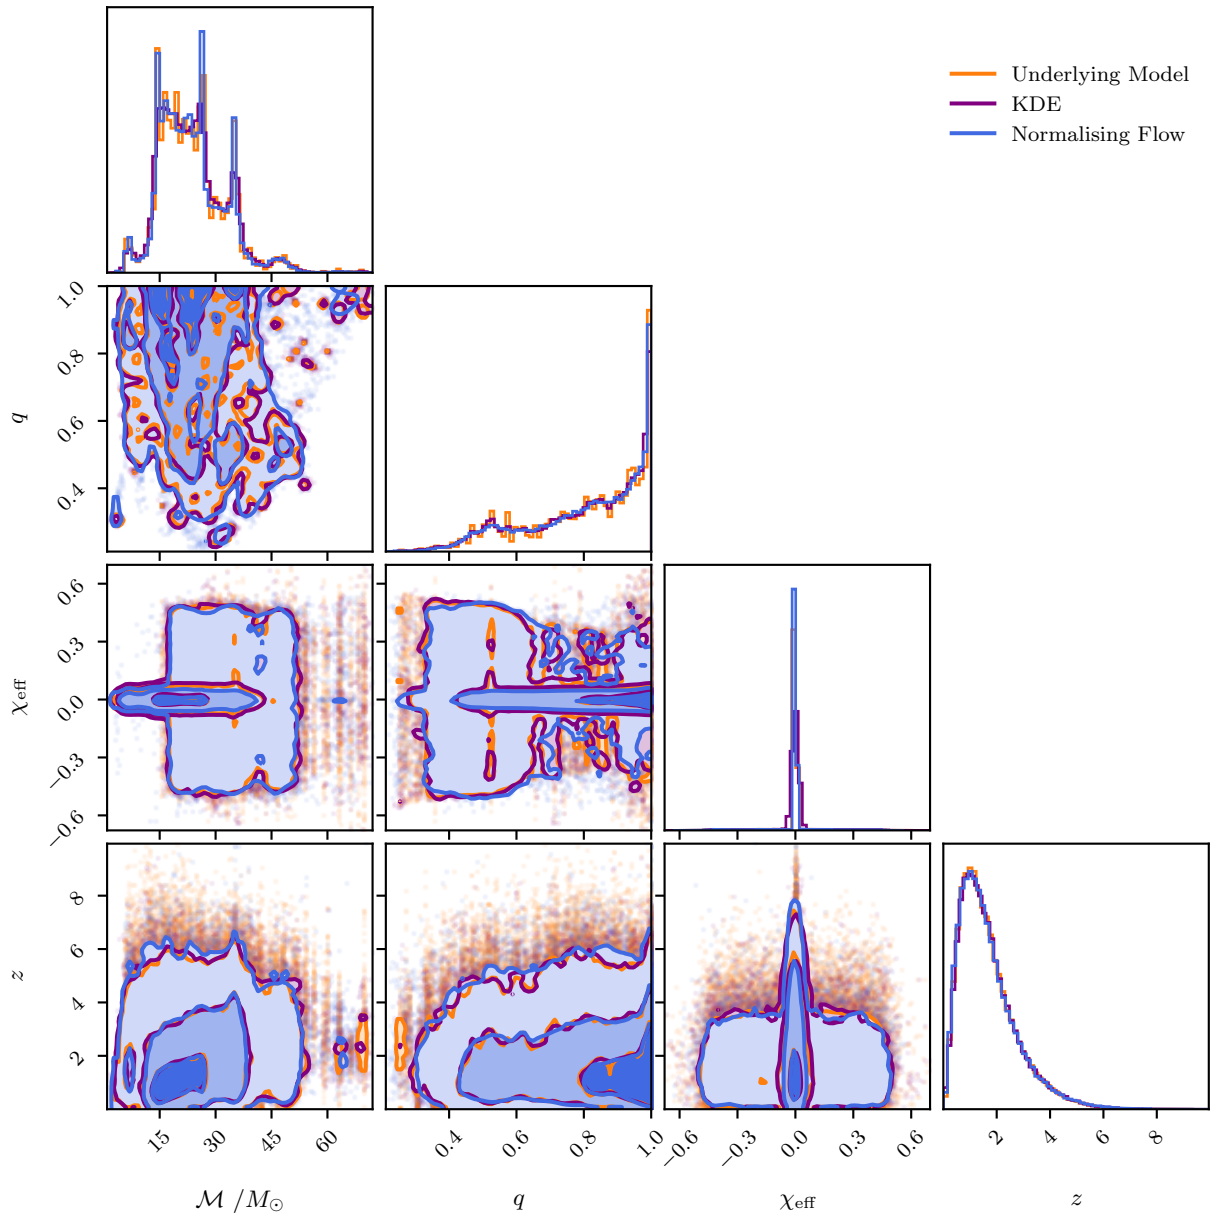 Underlying Model
KDE
Normalising Flow
1.0
0.8
0.6
0.4
q
0.6
0.3
0.0
−0.3
−0.6
χeff
8
6
4
2
z
15 30 45 60
0.4 0.6 0.8 1.0
−0.6 −0.3 0.0 0.3 0.6
2 4 6 8
ℳ /M⊙ q χeff z